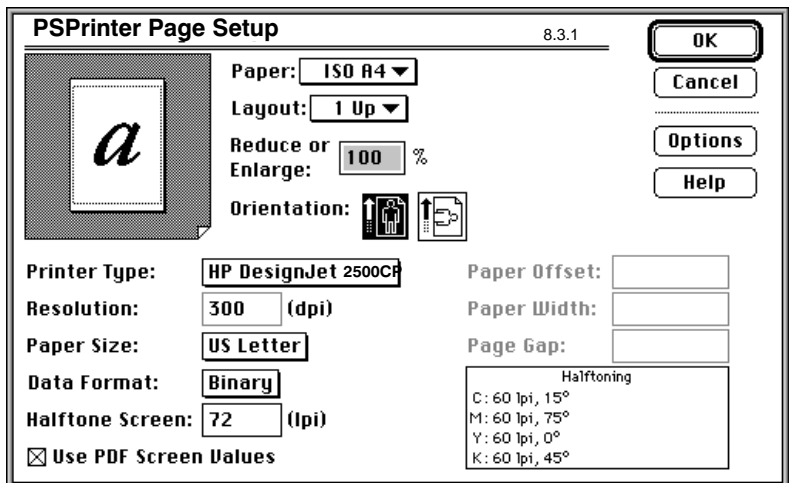 PSPrinter Page Setup 8.3.1
OK
Paper: ISO A4
Cancel
Layout: 1 Up
Reduce or
Enlarge: 100 %
Options
Help
Orientation:
a
Printer Type: HP DesignJet 2500CP
Paper Offset:
Resolution: 300 (dpi)
Paper Width:
Paper Size: US Letter
Page Gap:
Data Format: Binary
Halftoning
C: 60 lpi, 15°
Halftone Screen: 72 (lpi)
M: 60 lpi, 75°
Y: 60 lpi, 0°
Use PDF Screen Values
K: 60 lpi, 45°